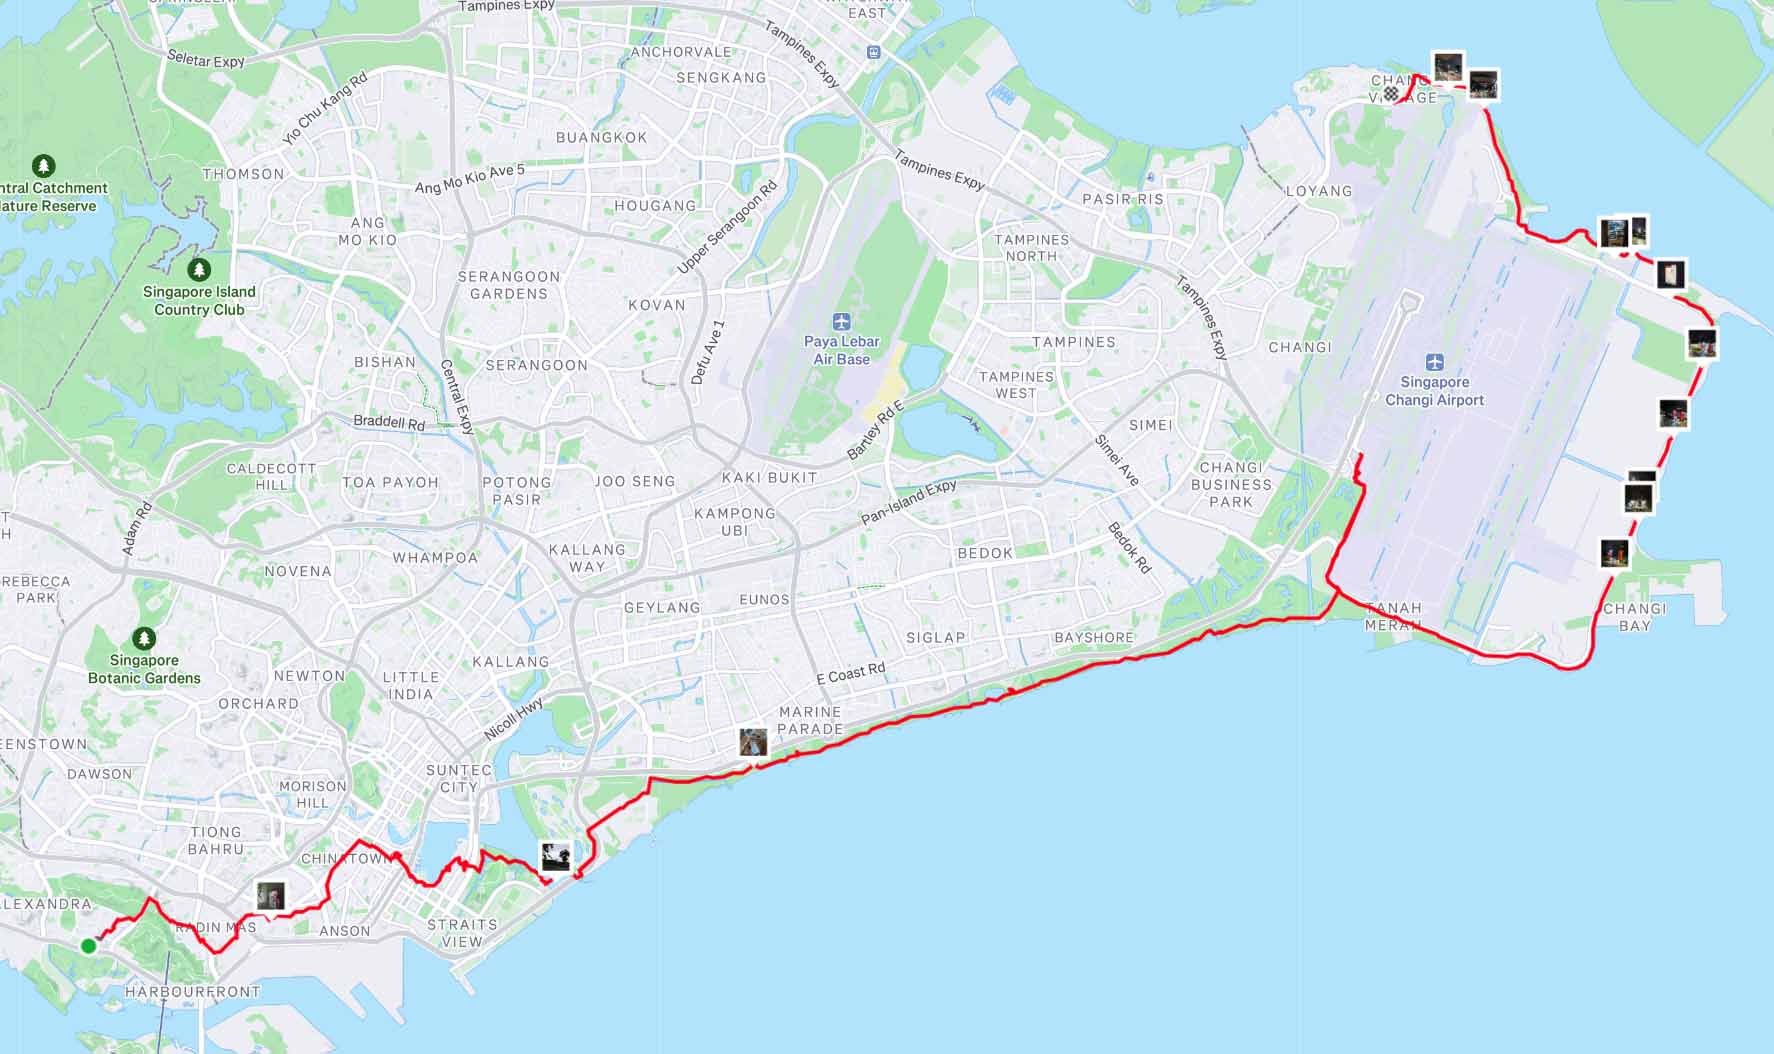 Tampines Expy
EAST
Seletar Expy
ANCHORVALE
Tampines Expy
SENGKANG
CHANGI
VILLAGE
Yio Chu Kang Rd
BUANGKOK
Tampines Expy
ntral Catchment
ature Reserve
THOMSON
Ang Mo Kio Ave 5
HOUGANG
Upper Serangoon Rd
PASIR RIS
LOYANG
ANG
MO KIO
TAMPINES
NORTH
SERANGOON
GARDENS
KOVAN
Tampines Expy
Singapore Island
Country Club
Paya Lebar
Air Base
TAMPINES
CHANGI
BISHAN
SERANGOON
Defu Ave 1
Central Expy
TAMPINES
WEST
Singapore
Changi Airport
Braddell Rd
Bartley Rd E
SIMEI
Simei Ave
CALDECOTT
HILL
TOA PAYOH
POTONG
PASIR
JOO SENG
KAKI BUKIT
CHANGI
BUSINESS
PARK
Pan-Island Expy
KAMPONG
UBI
T
H
Adam Rd
WHAMPOA
KALLANG
WAY
BEDOK
Bedok Rd
NOVENA
REBECCA
PARK
EUNOS
GEYLANG
TANAH
MERAH
CHANGI
BAY
SIGLAP
BAYSHORE
Singapore
Botanic Gardens
KALLANG
E Coast Rd
NEWTON
LITTLE
INDIA
ORCHARD
Nicoll Hwy
MARINE
PARADE
EENSTOWN
DAWSON
SUNTEC
CITY
MORISON
HILL
TIONG
BAHRU
CHINATOWN
LEXANDRA
RADIN MAS
ANSON
STRAITS
VIEW
HARBOURFRONT